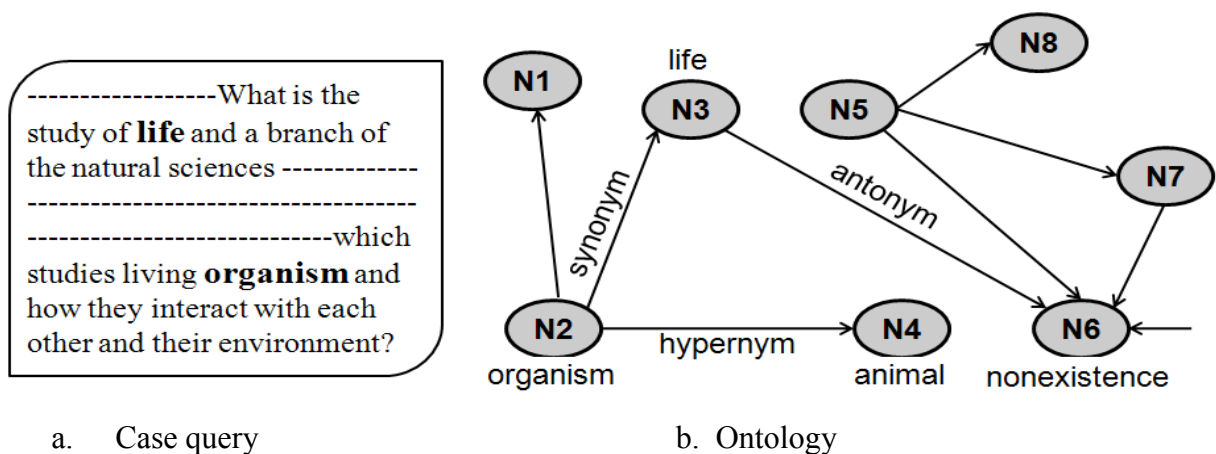 ------------------What is the
study of life and a branch of
the natural sciences -------------
-------------------------------------
-----------------------------which
studies living organism and
how they interact with each
other and their environment?
N1
life
N3
N5
N8
N7
synonym
antonym
N2
organism
hypernym
N4
animal
N6
nonexistence
a. Case query
b. Ontology